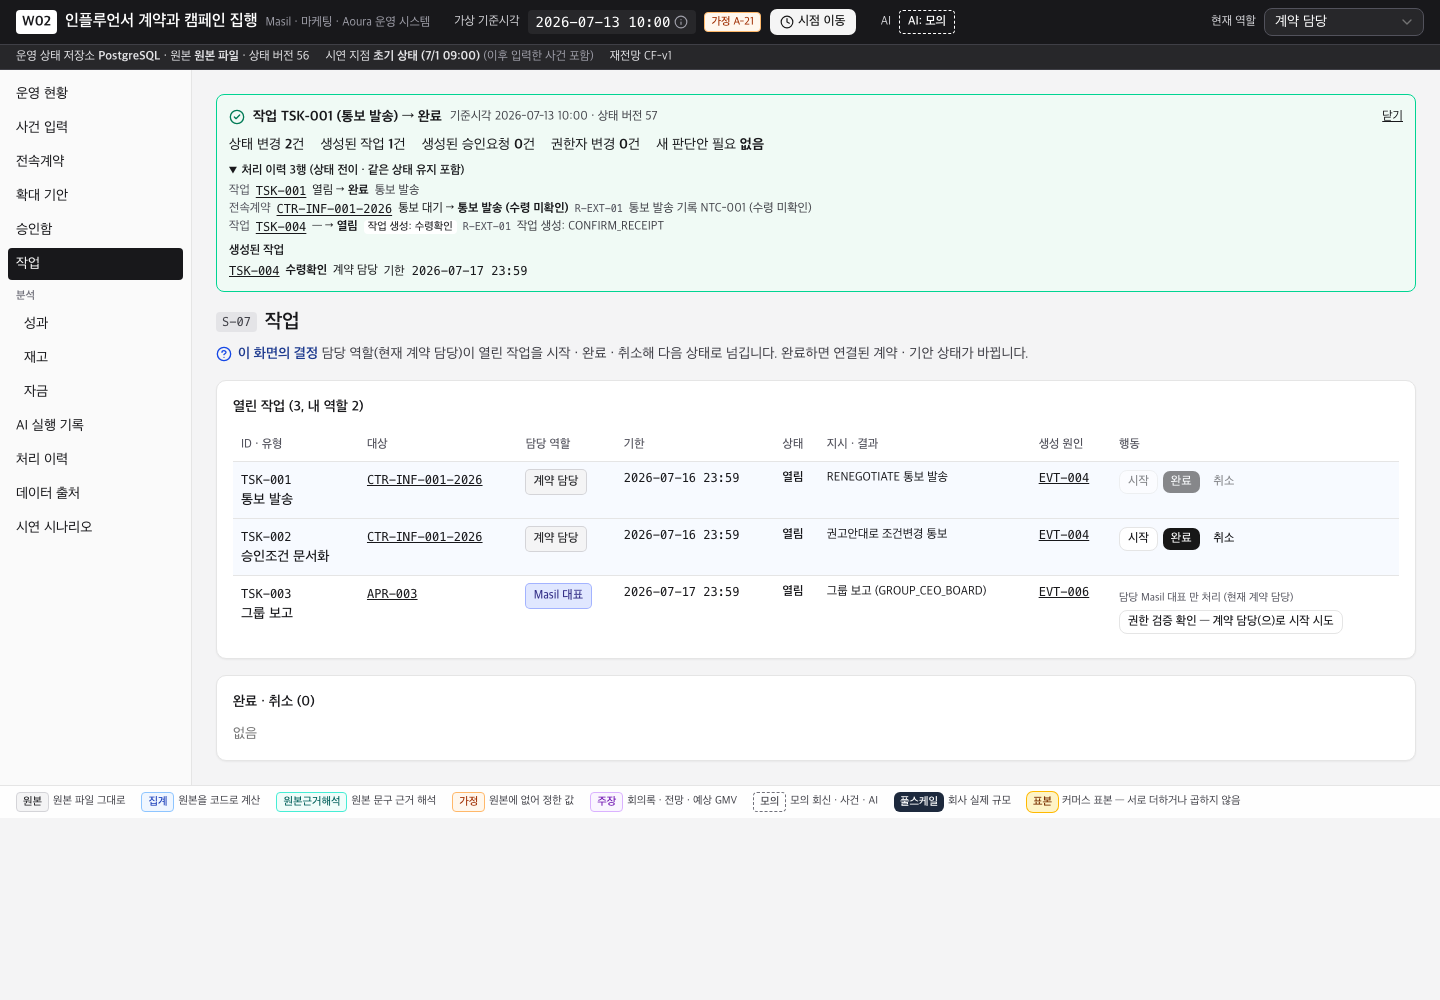 W02 인플루언서 계약과 캠페인 집행 Masil · 마케팅 · Aoura 운영 시스템 가상 기준시각 2026-07-13 10:00 가정 A-21 시점 이동 AI AI: 모의 현재 역할 계약 담당
운영 상태 저장소 PostgreSQL · 원본 원본 파일 · 상태 버전 56 시연 지점 초기 상태 (7/1 09:00) (이후 입력한 사건 포함) 재전망 CF-v1
운영 현황
사건 입력
전속계약
확대 기안
승인함
작업
분석
성과
재고
자금
AI 실행 기록
처리 이력
데이터 출처
시연 시나리오
작업 TSK-001 (통보 발송) → 완료 기준시각 2026-07-13 10:00 · 상태 버전 57 닫기
상태 변경 2건 생성된 작업 1건 생성된 승인요청 0건 권한자 변경 0건 새 판단안 필요 없음
▼ 처리 이력 3행 (상태 전이 · 같은 상태 유지 포함)
작업 TSK-001 열림 → 완료 통보 발송
전속계약 CTR-INF-001-2026 통보 대기 → 통보 발송 (수령 미확인) R-EXT-01 통보 발송 기록 NTC-001 (수령 미확인)
작업 TSK-004 — → 열림 작업 생성: 수령확인 R-EXT-01 작업 생성: CONFIRM_RECEIPT
생성된 작업
TSK-004 수령확인 계약 담당 기한 2026-07-17 23:59
S-07 작업
이 화면의 결정 담당 역할(현재 계약 담당)이 열린 작업을 시작 · 완료 · 취소해 다음 상태로 넘깁니다. 완료하면 연결된 계약 · 기안 상태가 바뀝니다.
열린 작업 (3, 내 역할 2)
ID · 유형 대상 담당 역할 기한 상태 지시 · 결과 생성 원인 행동
TSK-001 CTR-INF-001-2026 계약 담당 2026-07-16 23:59 열림 RENEGOTIATE 통보 발송 EVT-004 시작 완료 취소
통보 발송
TSK-002 CTR-INF-001-2026 계약 담당 2026-07-16 23:59 열림 권고안대로 조건변경 통보 EVT-004 시작 완료 취소
승인조건 문서화
TSK-003 APR-003 Masil 대표 2026-07-17 23:59 열림 그룹 보고 (GROUP_CEO_BOARD) EVT-006 담당 Masil 대표 만 처리 (현재 계약 담당)
그룹 보고 권한 검증 확인 — 계약 담당(으)로 시작 시도
완료 · 취소 (0)
없음
원본 원본 파일 그대로 집계 원본을 코드로 계산 원본근거해석 원본 문구 근거 해석 가정 원본에 없어 정한 값 주장 회의록 · 전망 · 예상 GMV 모의 모의 회신 · 사건 · AI 풀스케일 회사 실제 규모 표본 커머스 표본 — 서로 더하거나 곱하지 않음